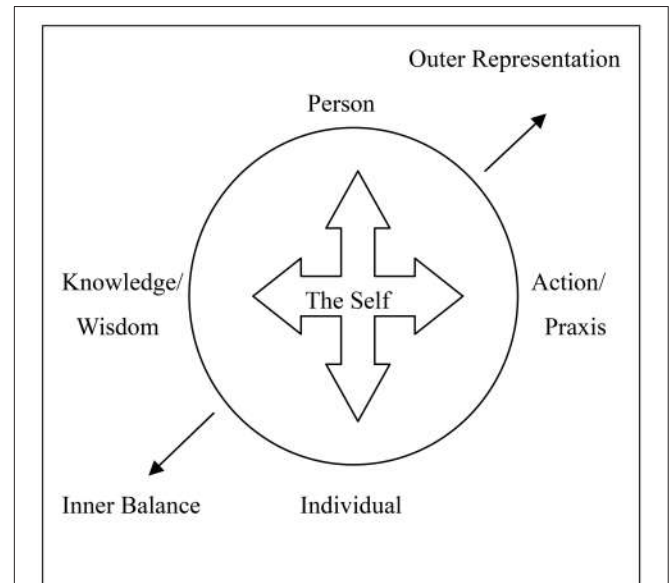 Outer Representation
Person
Knowledge/
Wisdom
The Self
Action/
Praxis
Inner Balance
Individual